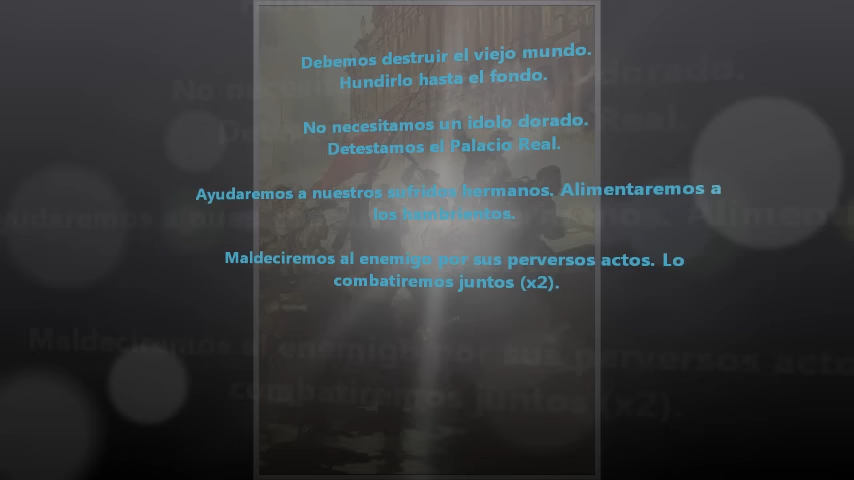 Debemos destruir el viejo mundo.
Hundirlo hasta el fondo.
No necesitamos un idolo dorado.
Detestamos el Palacio Real.
Ayudaremos a nuestros sufridos hermanos. Alimentaremos a
los hambrientos.
Maldeciremos al enemigo por sus perversos actos. Lo
combatiremos juntos (x2).